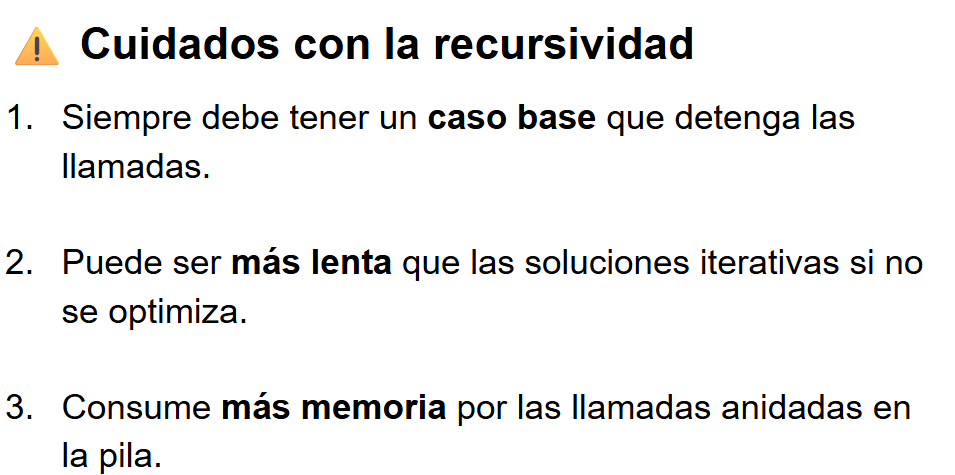 ⚠️ Cuidados con la recursividad
1. Siempre debe tener un caso base que detenga las
llamadas.
2. Puede ser más lenta que las soluciones iterativas si no
se optimiza.
3. Consume más memoria por las llamadas anidadas en
la pila.